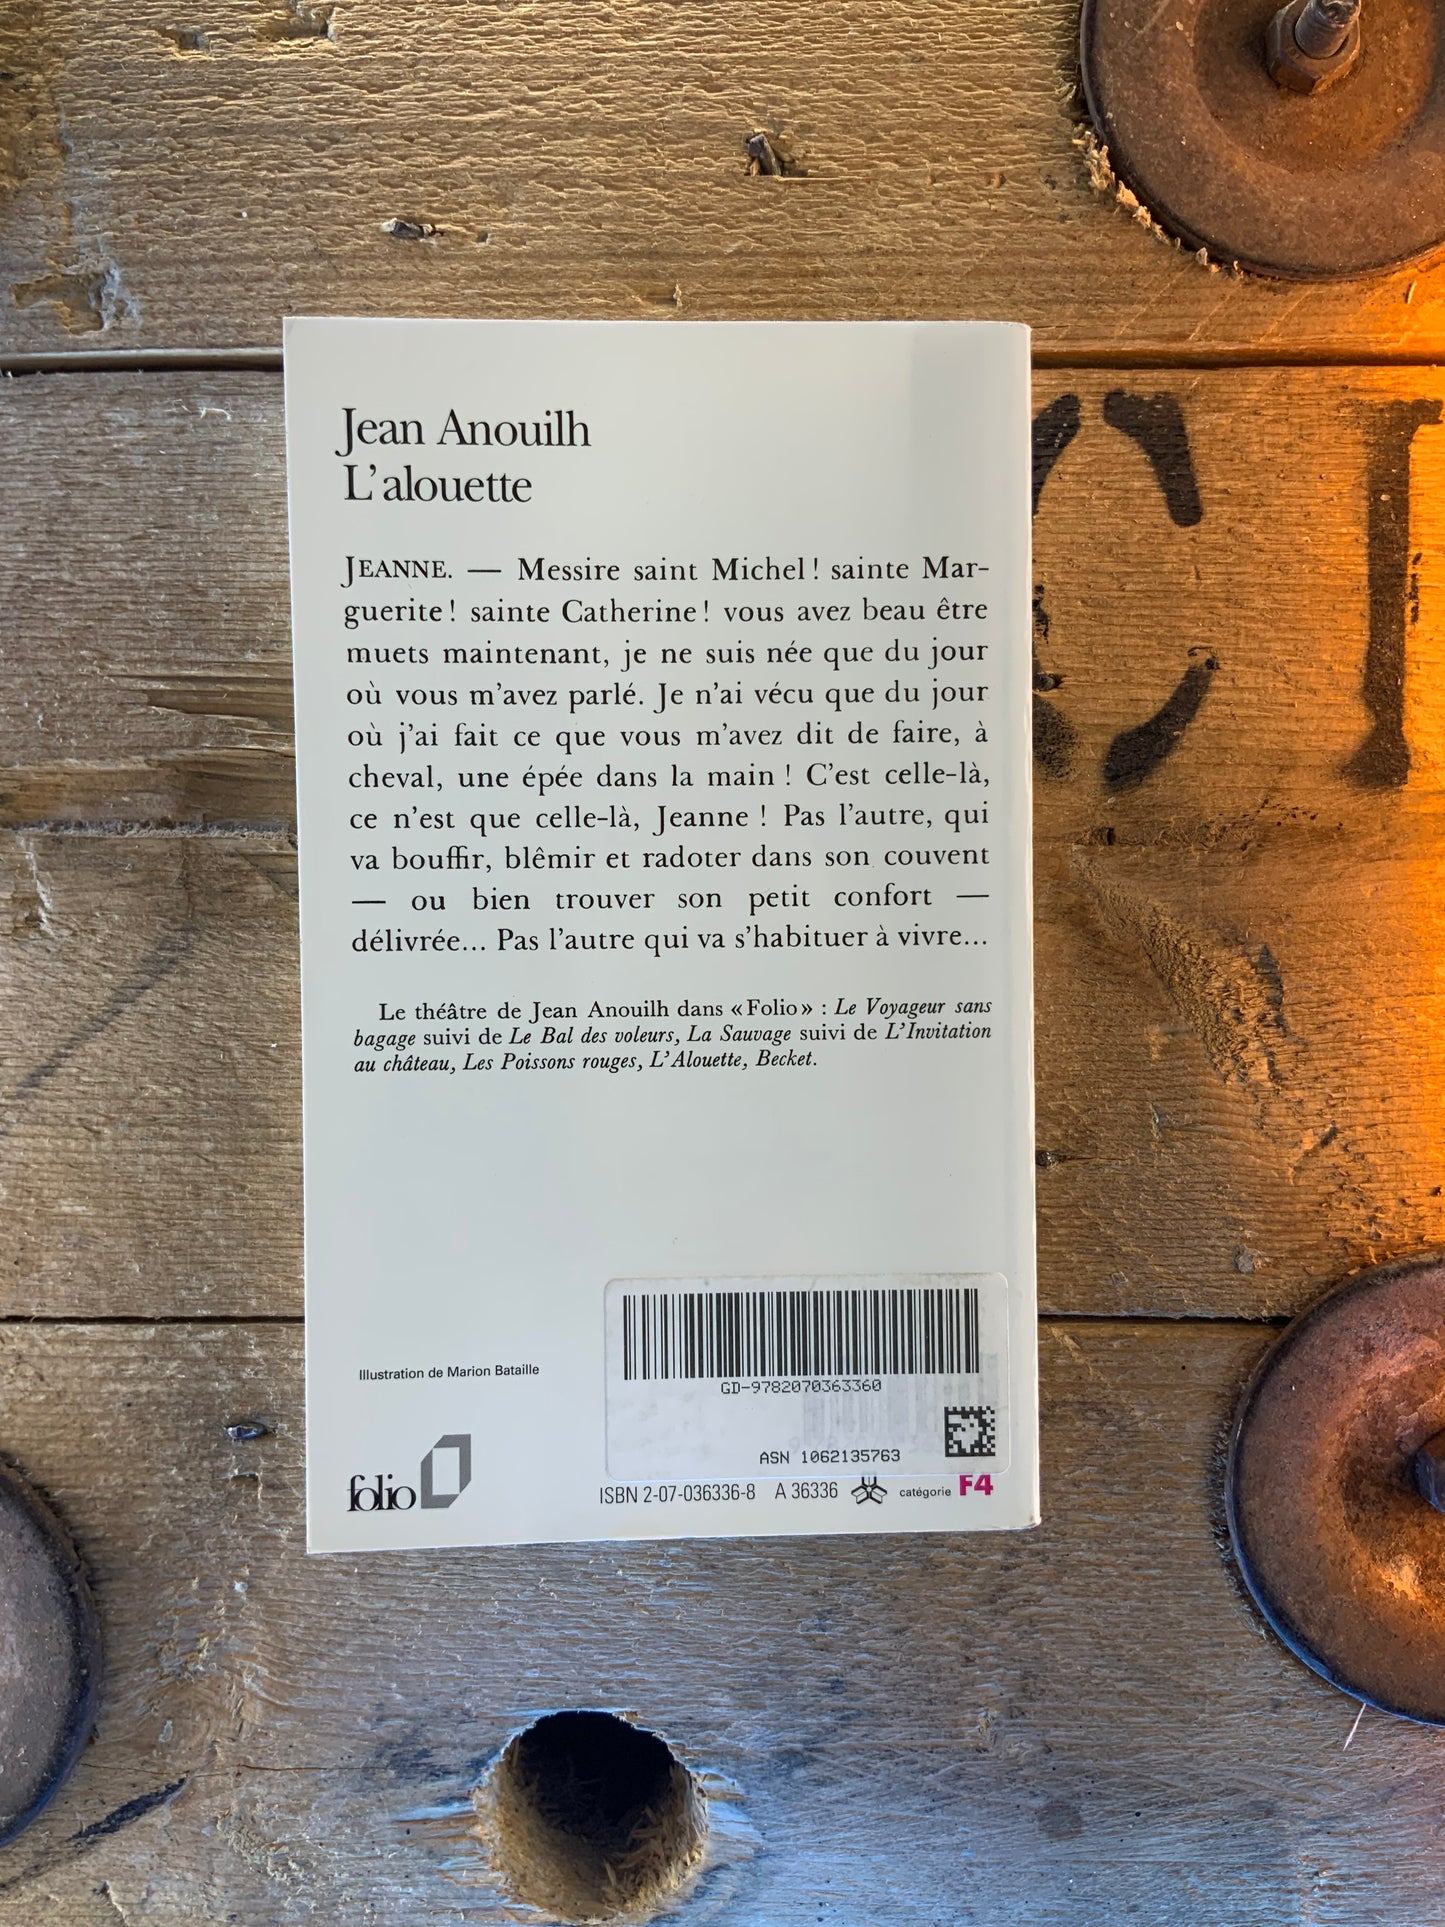 Jean Anouilh
L'alouette
JEANNE. — Messire saint Michel ! sainte Mar-
guerite ! sainte Catherine ! vous avez beau être
muets maintenant, je ne suis née que du jour
où vous m'avez parlé. Je n'ai vécu que du jour
où j'ai fait ce que vous m'avez dit de faire, à
cheval, une épée dans la main ! C'est celle-là,
ce n'est que celle-là, Jeanne ! Pas l'autre, qui
va bouffir, blêmir et radoter dans son couvent
— ou bien trouver son petit confort —
délivrée... Pas l'autre qui va s'habituer à vivre...
Le théâtre de Jean Anouilh dans « Folio » : Le Voyageur sans
bagage suivi de Le Bal des voleurs, La Sauvage suivi de L'Invitation
au château, Les Poissons rouges, L'Alouette, Becket.
Illustration de Marion Bataille
GD-9782070363360
ASN 1062135763
folio
ISBN 2-07-036336-8 A 36336 catégorie F4
CI